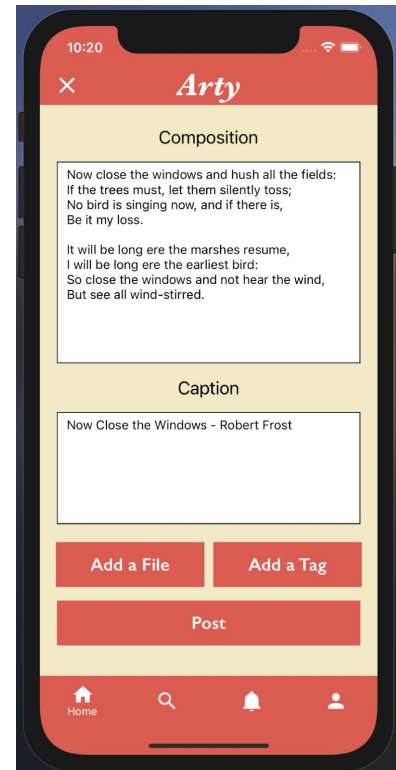 10:20
Arty
Composition
Now close the windows and hush all the fields:
If the trees must, let them silently toss;
No bird is singing now, and if there is,
Be it my loss.
It will be long ere the marshes resume,
I will be long ere the earliest bird:
So close the windows and not hear the wind,
But see all wind-stirred.
Caption
Now Close the Windows - Robert Frost
Add a File
Add a Tag
Post
Home